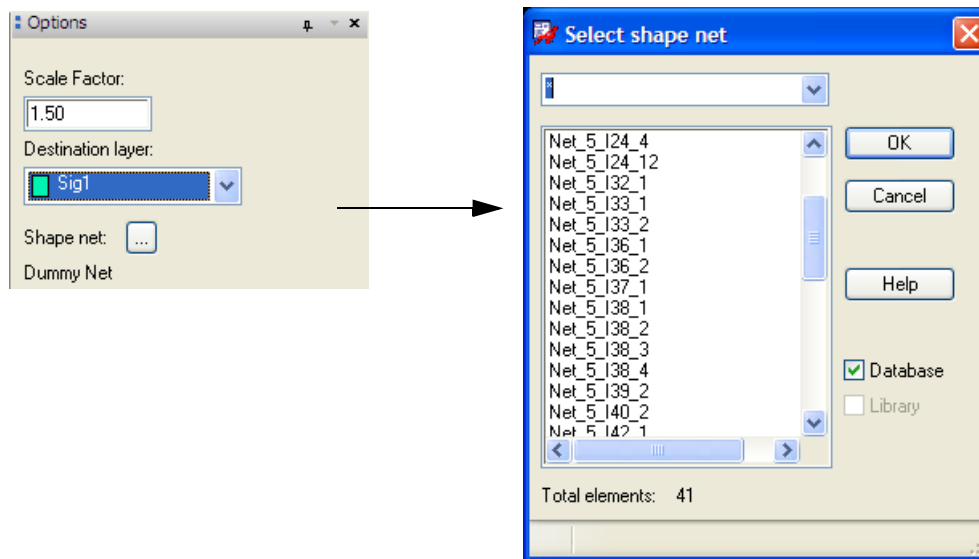 Options
Scale Factor:
1.50
Destination layer:
Sig1
Shape net: ...
Dummy Net
Select shape net
*
Net_5_I24_4
Net_5_I24_12
Net_5_I32_1
Net_5_I33_1
Net_5_I33_2
Net_5_I36_1
Net_5_I36_2
Net_5_I37_1
Net_5_I38_1
Net_5_I38_2
Net_5_I38_3
Net_5_I38_4
Net_5_I39_2
Net_5_I40_2
Net_5_I42_1
OK
Cancel
Help
Database
Library
Total elements: 41